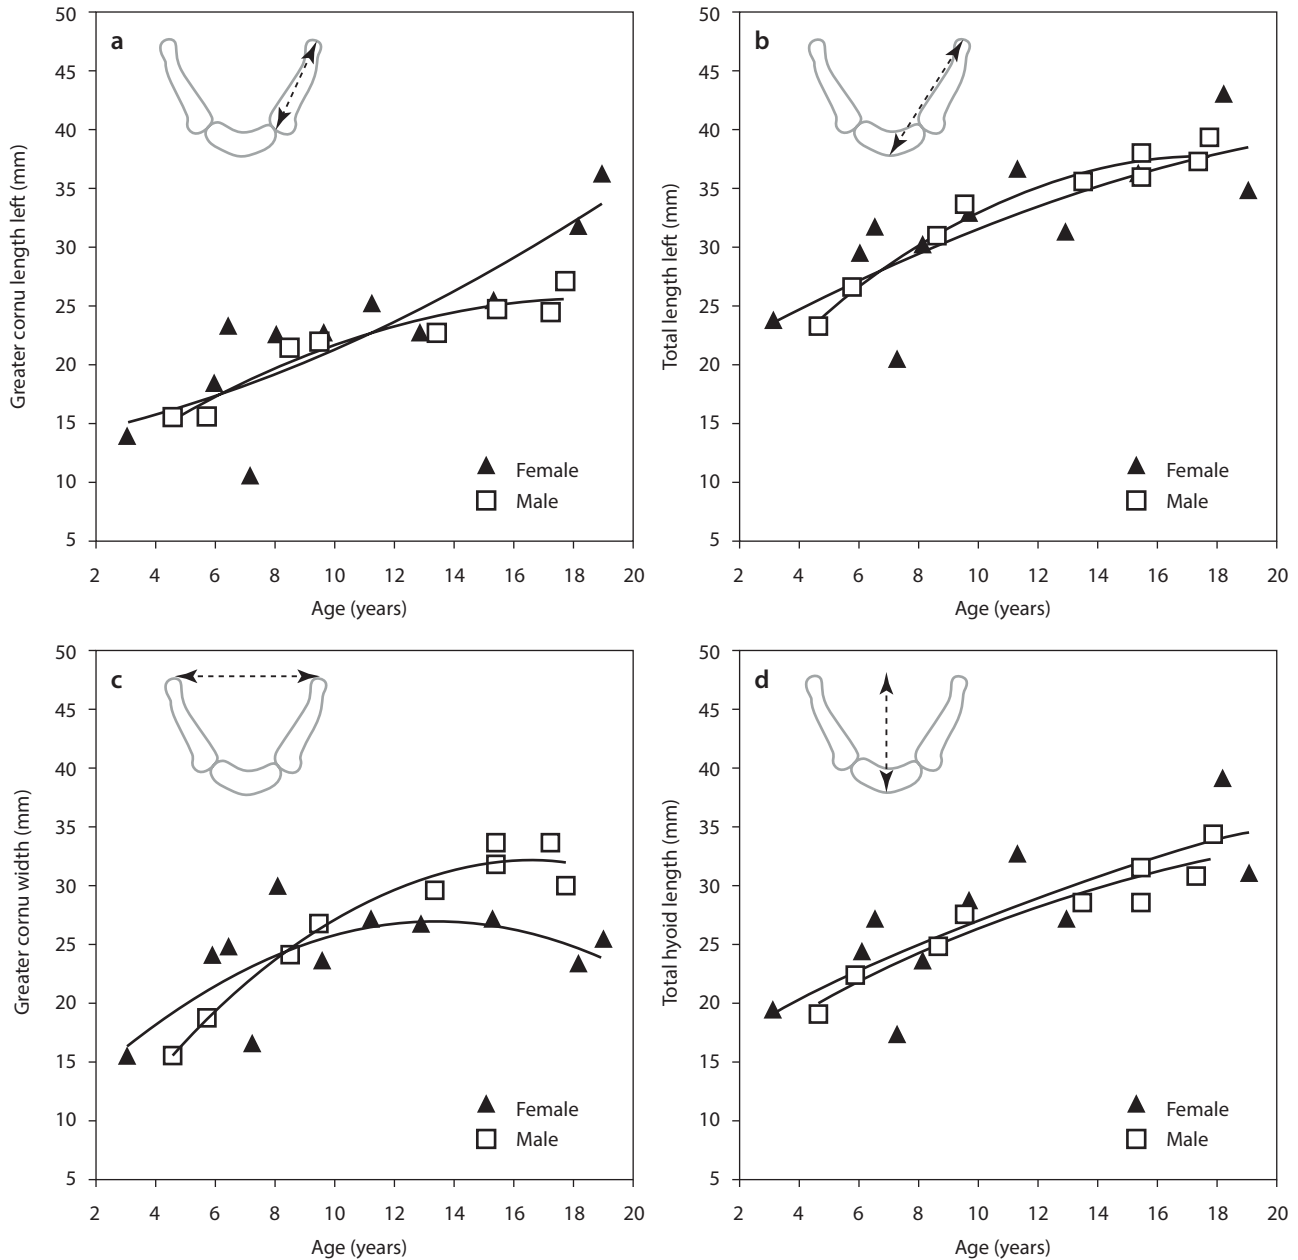 a
50
45
40
35
30
25
20
15
10
5
Greater cornu length left (mm)
Female
Male
2 4 6 8 10 12 14 16 18 20
Age (years)
b
50
45
40
35
30
25
20
15
10
5
Total length left (mm)
Female
Male
2 4 6 8 10 12 14 16 18 20
Age (years)
c
50
45
40
35
30
25
20
15
10
5
Greater cornu width (mm)
Female
Male
2 4 6 8 10 12 14 16 18 20
Age (years)
d
50
45
40
35
30
25
20
15
10
5
Total hyoid length (mm)
Female
Male
2 4 6 8 10 12 14 16 18 20
Age (years)